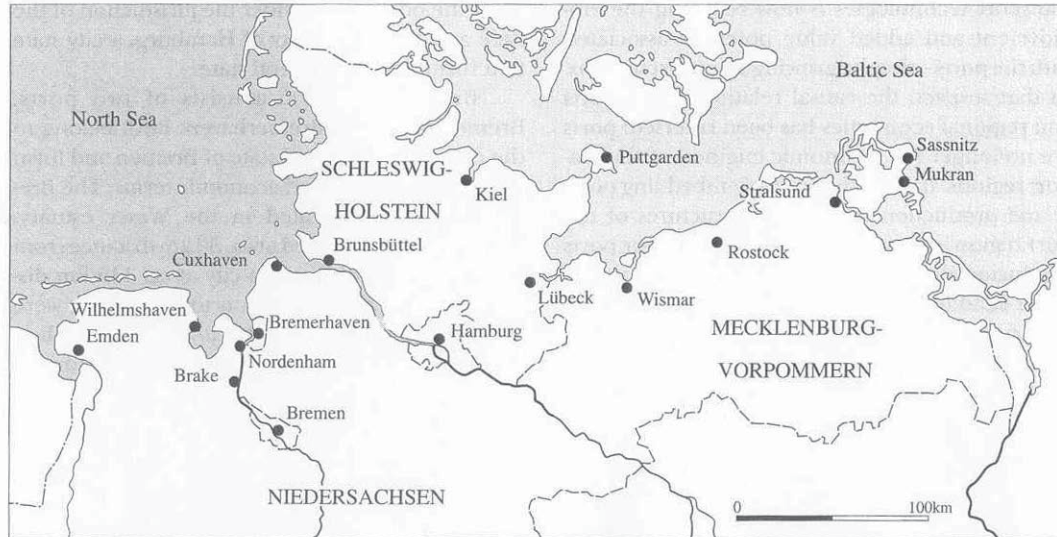 North Sea
Baltic Sea
SCHLESWIG-
HOLSTEIN
Kiel
Puttgarden
Sassnitz
Mukran
Stralsund
Rostock
Brunsbüttel
Cuxhaven
Lübeck
Wismar
Wilhelmshaven
Emden
Bremerhaven
Nordenham
Hamburg
Brake
Bremen
MECKLENBURG-
VORPOMMERN
NIEDERSACHSEN
0 100km